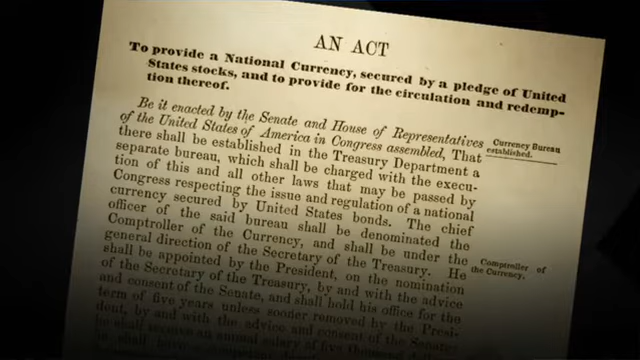 AN ACT
To provide a National Currency, secured by a pledge of United
States stocks, and to provide for the circulation and redemp-
tion thereof.
Be it enacted by the Senate and House of Representatives
of the United States of America in Congress assembled, That
there shall be established in the Treasury Department a
separate bureau, which shall be charged with the execu-
tion of this and all other laws that may be passed by
Congress respecting the issue and regulation of a national
currency secured by United States bonds. The chief
officer of the said bureau shall be denominated the
Comptroller of the Currency, and shall be under the
general direction of the Secretary of the Treasury. He
shall be appointed by the President, on the nomination
of the Secretary of the Treasury, by and with the advice
and consent of the Senate, and shall hold his office for the
term of five years unless sooner removed by the Presi-
dent, by and with the advice and consent of the Senate
shall receive an annual salary of five thousand
Currency Bureau
established.
Comptroller of
the Currency.